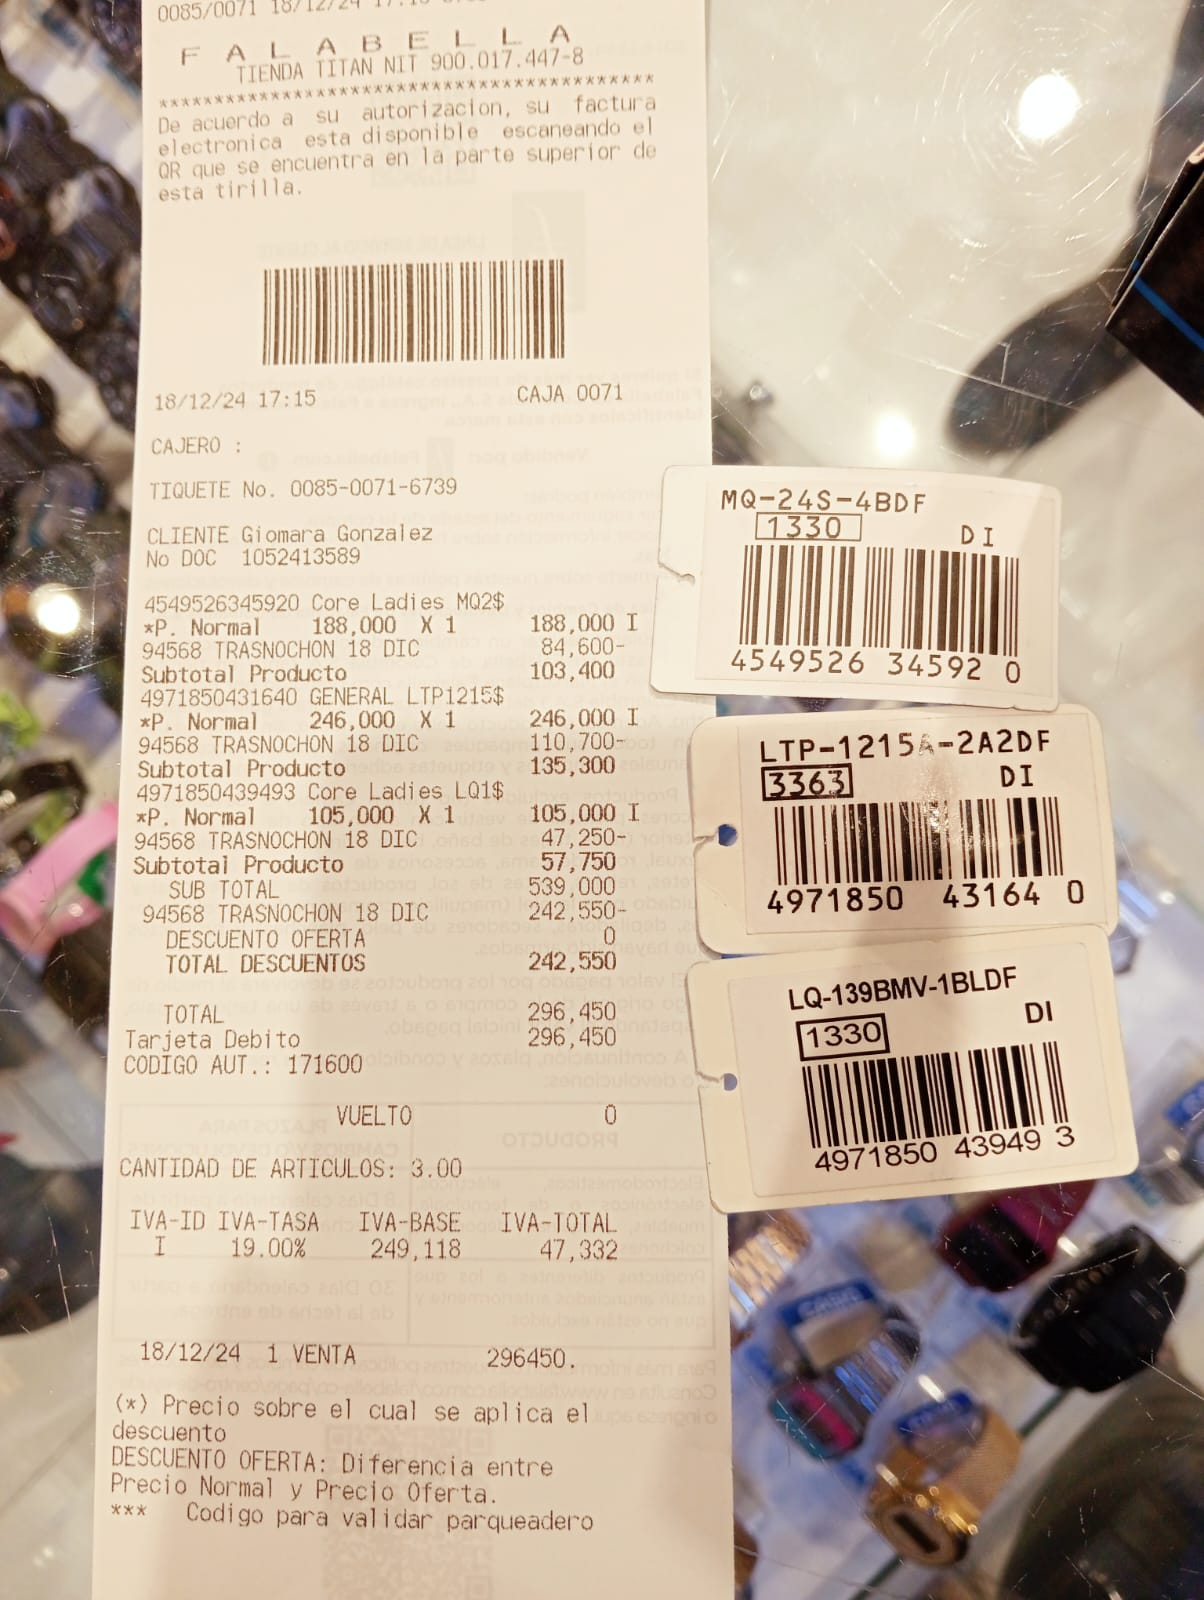 0085/0071 18/12/24 17:15
F A L A B E L L A
TIENDA TITAN NIT 900.017.447-8
****************************************
De acuerdo a su autorizacion, su factura
electronica esta disponible escaneando el
QR que se encuentra en la parte superior de
esta tirilla.
18/12/24 17:15 CAJA 0071
CAJERO :
TIQUETE No. 0085-0071-6739
CLIENTE Giomara Gonzalez
No DOC 1052413589
4549526345920 Core Ladies MQ2$
*P. Normal 188,000 X 1 188,000 I
94568 TRASNOCHON 18 DIC 84,600-
Subtotal Producto 103,400
4971850431640 GENERAL LTP1215$
*P. Normal 246,000 X 1 246,000 I
94568 TRASNOCHON 18 DIC 110,700-
Subtotal Producto 135,300
4971850439493 Core Ladies LQ1$
*P. Normal 105,000 X 1 105,000 I
94568 TRASNOCHON 18 DIC 47,250-
Subtotal Producto 57,750
SUB TOTAL 539,000
94568 TRASNOCHON 18 DIC 242,550-
DESCUENTO OFERTA 0
TOTAL DESCUENTOS 242,550
TOTAL 296,450
Tarjeta Debito 296,450
CODIGO AUT.: 171600
VUELTO 0
CANTIDAD DE ARTICULOS: 3.00
IVA-ID IVA-TASA IVA-BASE IVA-TOTAL
I 19.00% 249,118 47,332
18/12/24 1 VENTA 296450.
(*) Precio sobre el cual se aplica el
descuento
DESCUENTO OFERTA: Diferencia entre
Precio Normal y Precio Oferta.
*** Codigo para validar parqueadero
MQ-24S-4BDF
1330 DI
4549526 34592 0
LTP-1215A-2A2DF
3363 DI
4971850 43164 0
LQ-139BMV-1BLDF
1330 DI
4971850 43949 3